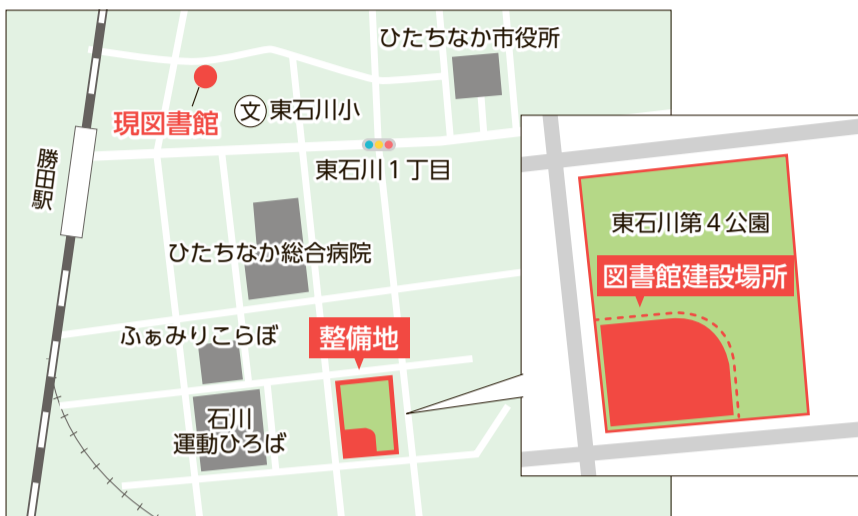 ひたちなか市役所
現図書館
文
東石川小
勝田駅
東石川1丁目
ひたちなか総合病院
ふぁみりこらぼ
整備地
石川
運動ひろば
東石川第4公園
図書館建設場所